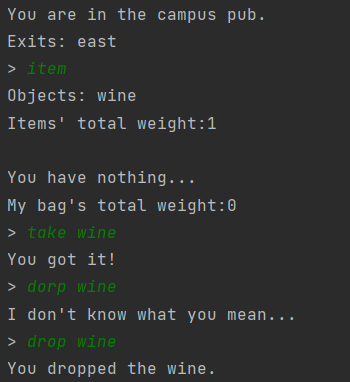 You are in the campus pub.
Exits: east
> item
Objects: wine
Items' total weight:1

You have nothing...
My bag's total weight:0
> take wine
You got it!
> dorp wine
I don't know what you mean...
> drop wine
You dropped the wine.